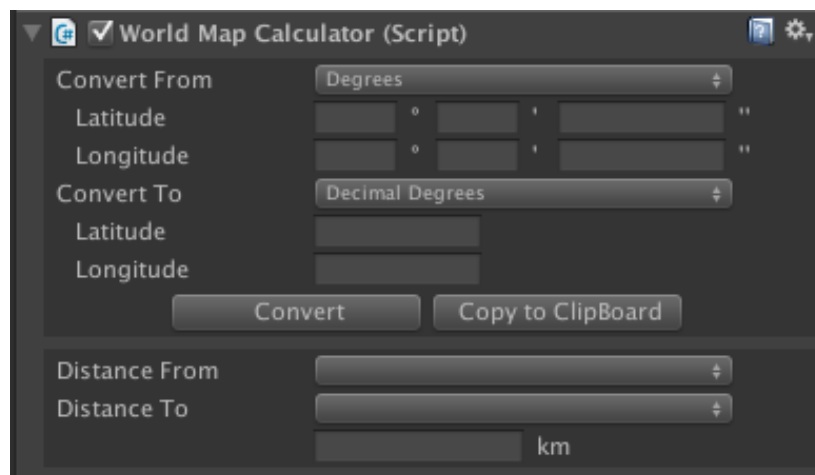 World Map Calculator (Script)
Convert From Degrees
Latitude ° ' "
Longitude ° ' "
Convert To Decimal Degrees
Latitude
Longitude
Convert Copy to ClipBoard
Distance From
Distance To
km